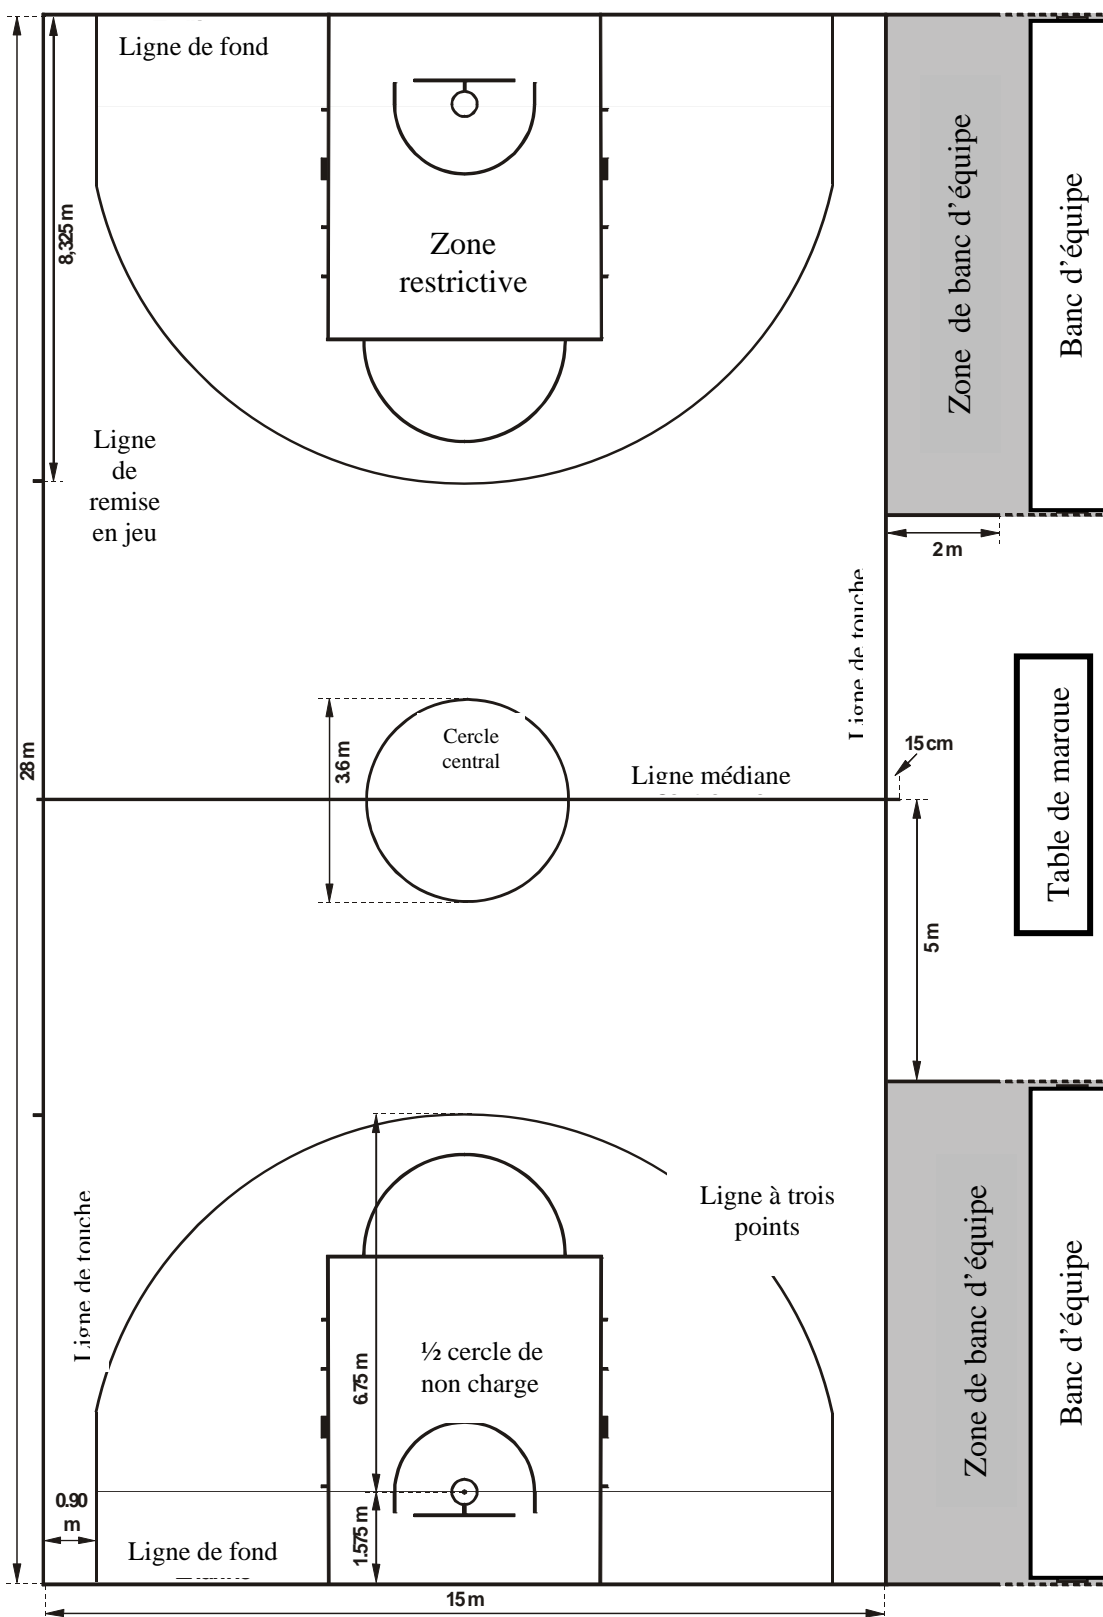 Ligne de fond
8,325 m
Zone
restrictive
Zone de banc d'équipe
Banc d'équipe
Ligne
de
remise
en jeu
2 m
Ligne de touche
28 m
3.6 m
Cercle
central
Ligne médiane
15 cm
Table de marque
5 m
Ligne de touche
Ligne à trois
points
6.75 m
½ cercle de
non charge
Zone de banc d'équipe
Banc d'équipe
0.90
m
1.575 m
Ligne de fond
15 m